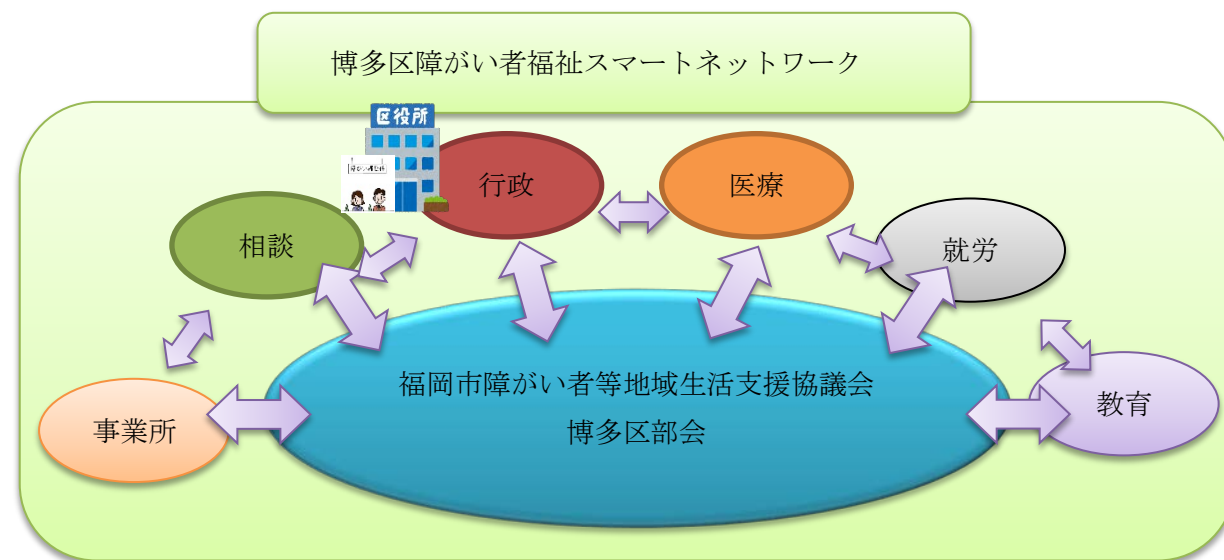 博多区障がい者福祉スマートネットワーク
区役所
行政
医療
相談
就労
福岡市障がい者等地域生活支援協議会
博多区部会
事業所
教育